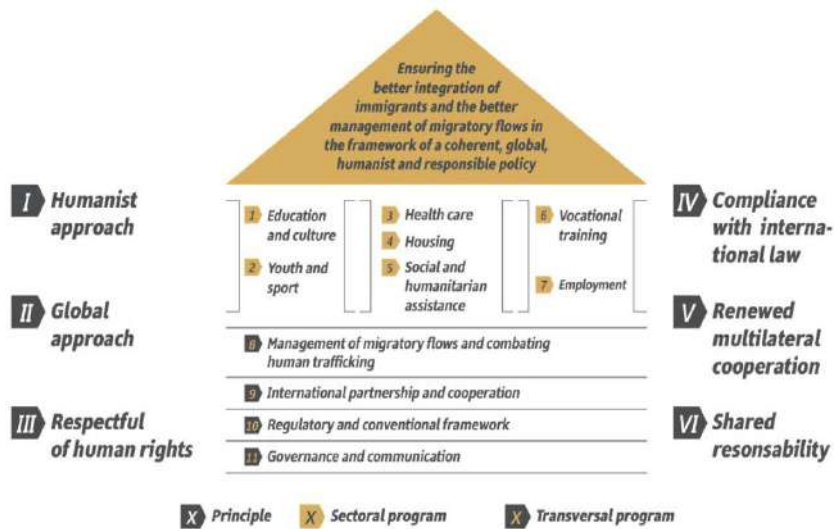 Ensuring the
better integration of
immigrants and the better
management of migratory flows in
the framework of a coherent, global,
humanist and responsible policy
I Humanist
approach
II Global
approach
III Respectful
of human rights
1 Education
and culture
2 Youth and
sport
3 Health care
4 Housing
5 Social and
humanitarian
assistance
6 Vocational
training
7 Employment
8 Management of migratory flows and combating
human trafficking
9 International partnership and cooperation
10 Regulatory and conventional framework
11 Governance and communication
IV Compliance
with interna-
tional law
V Renewed
multilateral
cooperation
VI Shared
resonsability
X Principle
X Sectoral program
X Transversal program